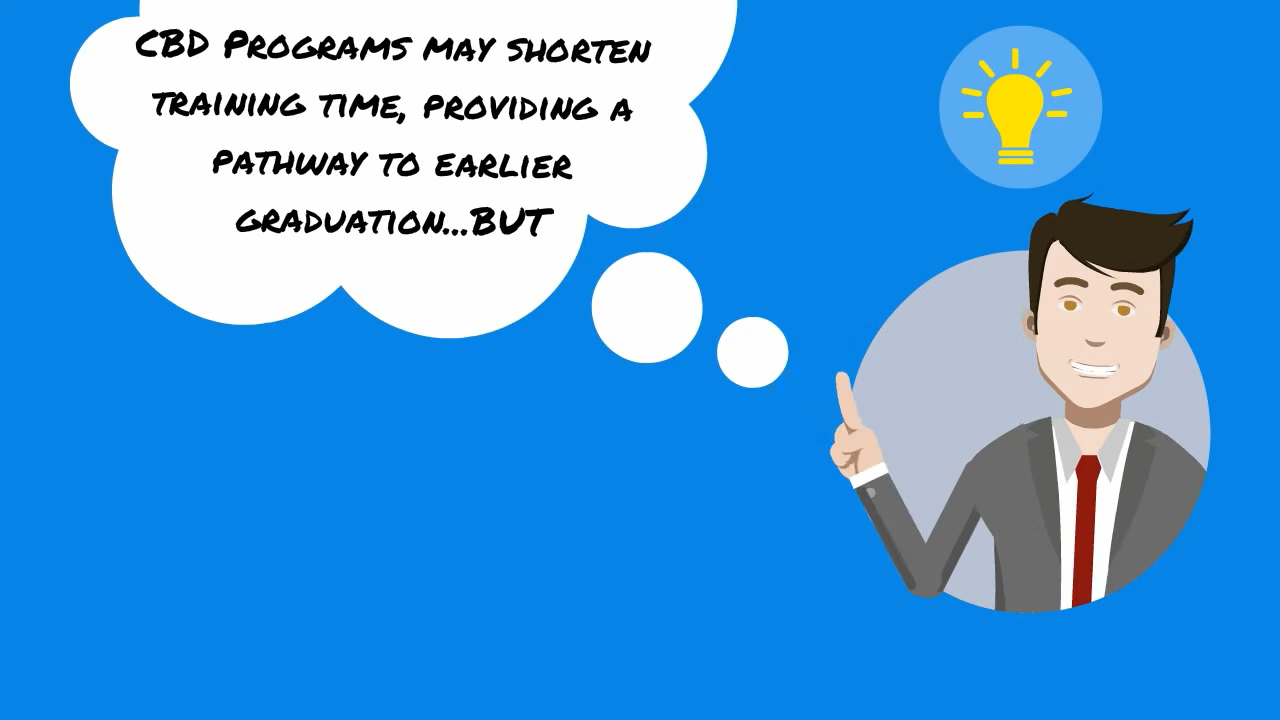 CBD PROGRAMS MAY SHORTEN
TRAINING TIME, PROVIDING A
PATHWAY TO EARLIER
GRADUATION...BUT